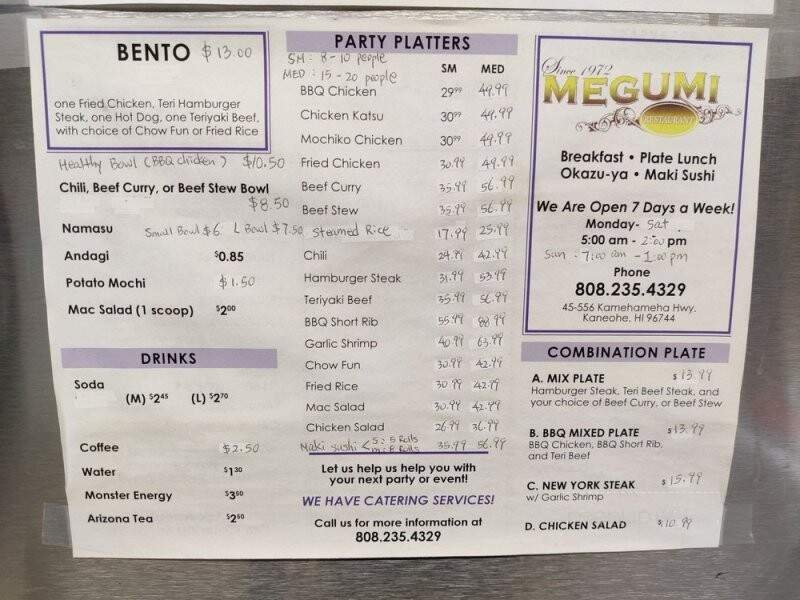 BENTO $13.00
one Fried Chicken, Teri Hamburger
Steak, one Hot Dog, one Teriyaki Beef,
with choice of Chow Fun or Fried Rice
Healthy Bowl (BBQ chicken) $10.50
Chili, Beef Curry, or Beef Stew Bowl
$8.50
Namasu Small Bowl $6 L Bowl $7.50
Andagi $0.85
Potato Mochi $1.50
Mac Salad (1 scoop) $2.00
DRINKS
Soda
(M) $2.45 (L) $2.70
Coffee $2.50
Water $1.30
Monster Energy
Arizona Tea $2.50
PARTY PLATTERS
SM: 8-10 people
MED: 15-20 people
SM MED
BBQ Chicken 29.99 49.99
Chicken Katsu 30.99 49.99
Mochiko Chicken 30.99 49.99
Fried Chicken 30.99 49.99
Beef Curry 35.99 56.99
Beef Stew 35.99 56.99
Steamed Rice 17.99 25.99
Chili 24.99 42.99
Hamburger Steak 31.99 53.99
Teriyaki Beef 35.99 56.99
BBQ Short Rib 55.99 88.99
Garlic Shrimp 40.99 63.99
Chow Fun 30.99 42.99
Fried Rice 30.99 42.99
Mac Salad 30.99 42.99
Chicken Salad 26.99 36.99
Maki Sushi < S: 5 Rolls
M: 8 Rolls 35.99 56.99
Let us help us help you with
your next party or event!
WE HAVE CATERING SERVICES!
Call us for more information at
808.235.4329
Since 1972
MEGUMI
RESTAURANT
Breakfast • Plate Lunch
Okazu-ya • Maki Sushi
We Are Open 7 Days a Week!
Monday- Sat
5:00 am - 2:00 pm
Sun - 7:00 am - 1:00 pm
Phone
808.235.4329
45-556 Kamehameha Hwy.
Kaneohe, HI 96744
COMBINATION PLATE
A. MIX PLATE $13.99
Hamburger Steak, Teri Beef Steak, and
your choice of Beef Curry, or Beef Stew
B. BBQ MIXED PLATE $13.99
BBQ Chicken, BBQ Short Rib,
and Teri Beef
C. NEW YORK STEAK $15.99
w/ Garlic Shrimp
D. CHICKEN SALAD $10.99